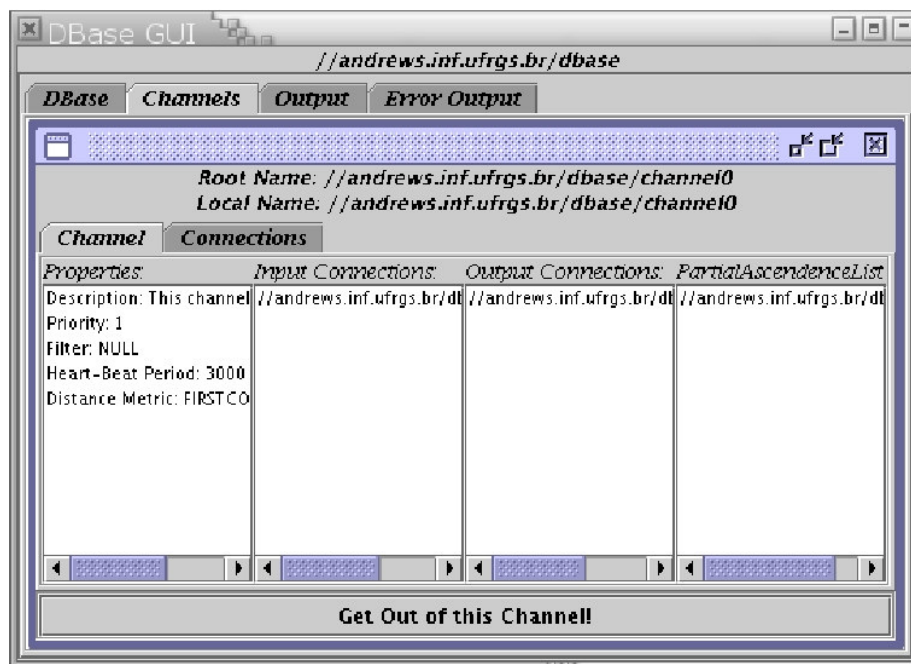 DBase GUI
//andrews.inf.ufrgs.br/dbase
DBase Channels Output Error Output
Root Name: //andrews.inf.ufrgs.br/dbase/channel0
Local Name: //andrews.inf.ufrgs.br/dbase/channel0
Channel Connections
Properties: Input Connections: Output Connections: PartialAscendenceList
Description: This channel //andrews.inf.ufrgs.br/db //andrews.inf.ufrgs.br/db //andrews.inf.ufrgs.br/db
Priority: 1
Filter: NULL
Heart-Beat Period: 3000
Distance Metric: FIRSTCO
Get Out of this Channel!